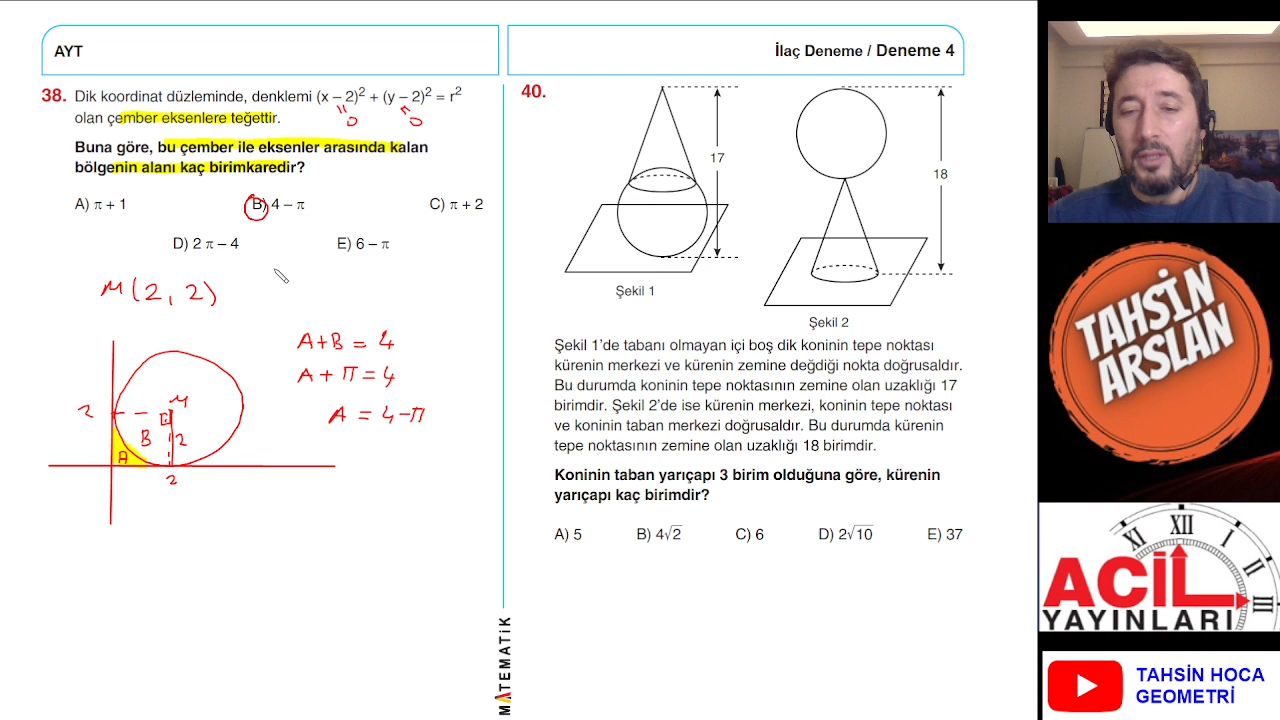 AYT
38. Dik koordinat düzleminde, denklemi (x – 2)² + (y – 2)² = r²
olan çember eksenlere teğettir.
Buna göre, bu çember ile eksenler arasında kalan
bölgenin alanı kaç birimkaredir?
A) π + 1 B) 4 – π C) π + 2
D) 2 π – 4 E) 6 – π
M(2, 2)
A+B = 4
A + π = 4
A = 4-π
2
M
B
2
A
2
MATEMATİK
İlaç Deneme / Deneme 4
40.
17
18
Şekil 1
Şekil 2
Şekil 1'de tabanı olmayan içi boş dik koninin tepe noktası
kürenin merkezi ve kürenin zemine değdiği nokta doğrusaldır.
Bu durumda koninin tepe noktasının zemine olan uzaklığı 17
birimdir. Şekil 2'de ise kürenin merkezi, koninin tepe noktası
ve koninin taban merkezi doğrusaldır. Bu durumda kürenin
tepe noktasının zemine olan uzaklığı 18 birimdir.
Koninin taban yarıçapı 3 birim olduğuna göre, kürenin
yarıçapı kaç birimdir?
A) 5 B) 4√2 C) 6 D) 2√10 E) 37
TAHSİN
ARSLAN
XI XII I II III
ACİL
YAYINLARI
TAHSİN HOCA
GEOMETRİ